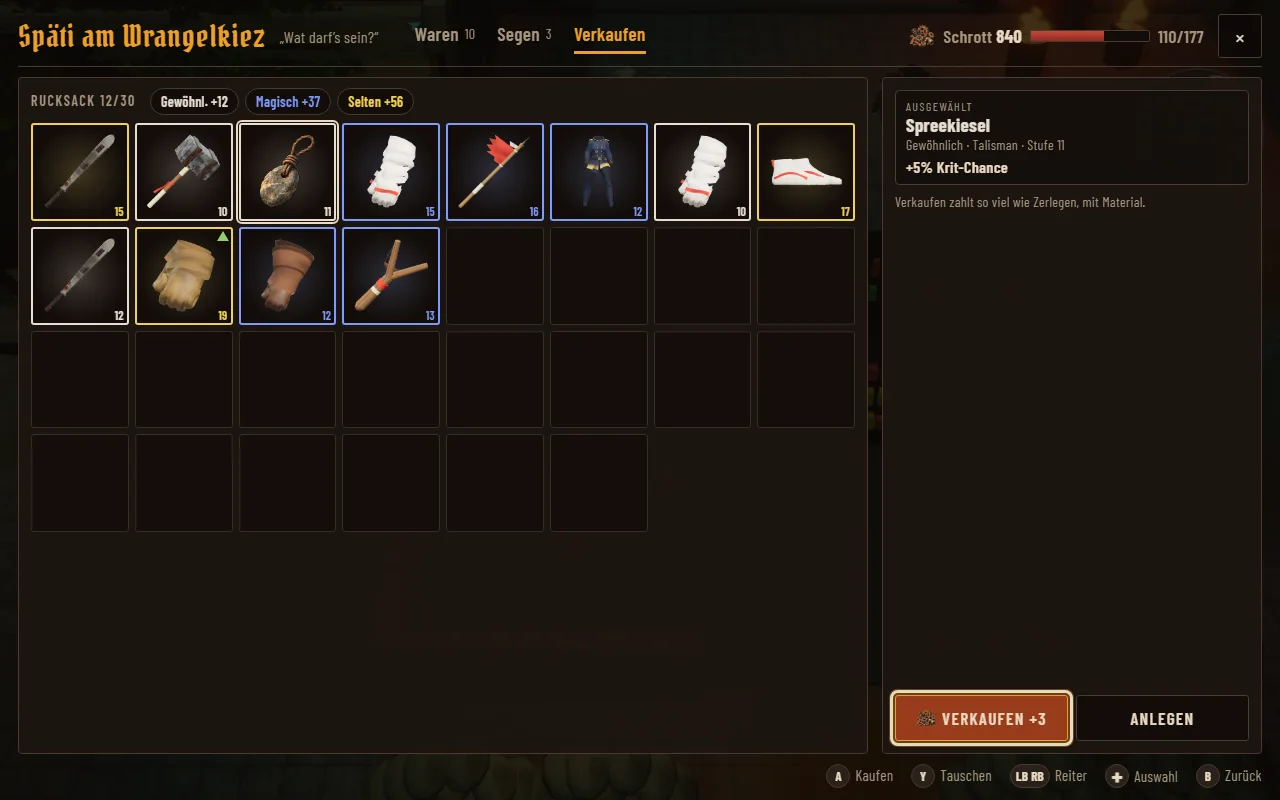 Späti am Wrangelkiez „Wat darf's sein?“ Waren 10 Segen 3 Verkaufen Schrott 840 110/177 ×
RUCKSACK 12/30 Gewöhnl. +12 Magisch +37 Selten +56
15 10 11 15 16 12 10 17
12 19 12 13
AUSGEWÄHLT
Spreekiesel
Gewöhnlich · Talisman · Stufe 11
+5% Krit-Chance
Verkaufen zahlt so viel wie Zerlegen, mit Material.
VERKAUFEN +3 ANLEGEN
A Kaufen Y Tauschen LB RB Reiter Auswahl B Zurück